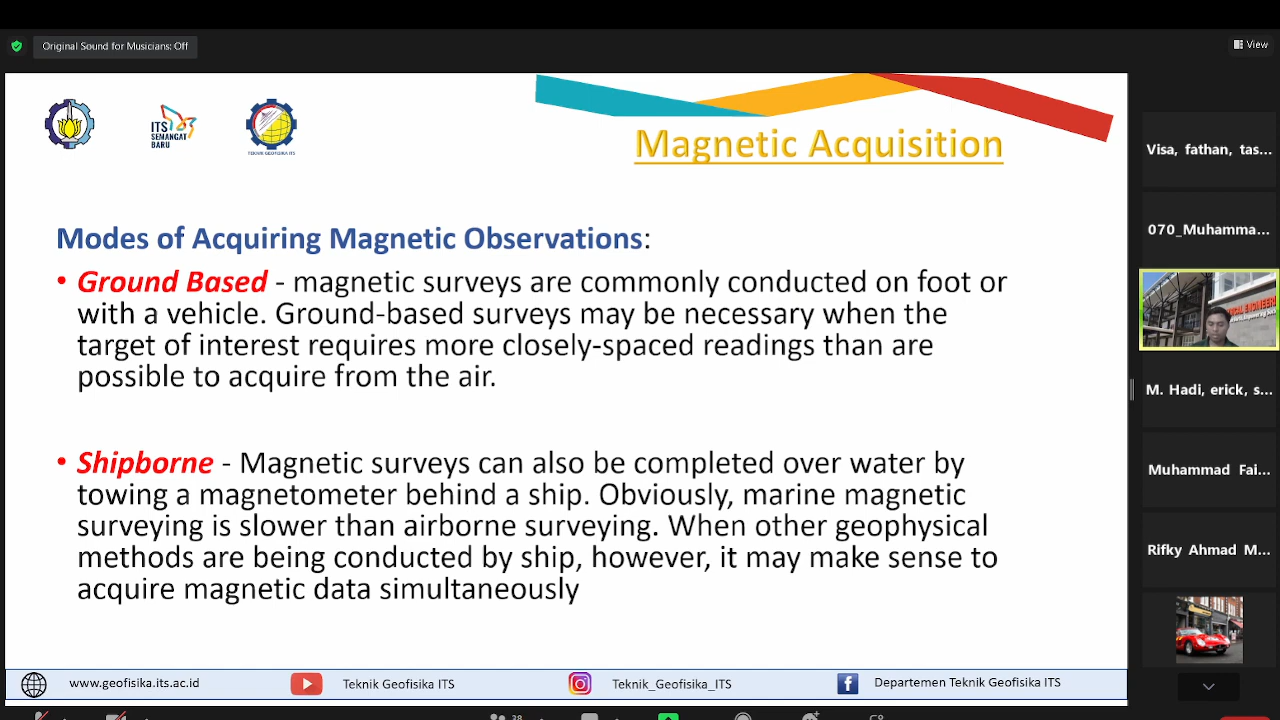 Original Sound for Musicians: Off
View
ITS
SEMANGAT
BARU
TEKNIK GEOFISIKA ITS
Magnetic Acquisition
Modes of Acquiring Magnetic Observations:
• Ground Based - magnetic surveys are commonly conducted on foot or
with a vehicle. Ground-based surveys may be necessary when the
target of interest requires more closely-spaced readings than are
possible to acquire from the air.
• Shipborne - Magnetic surveys can also be completed over water by
towing a magnetometer behind a ship. Obviously, marine magnetic
surveying is slower than airborne surveying. When other geophysical
methods are being conducted by ship, however, it may make sense to
acquire magnetic data simultaneously
www.geofisika.its.ac.id
Teknik Geofisika ITS
Teknik_Geofisika_ITS
Departemen Teknik Geofisika ITS
Visa, fathan, tas...
070_Muhamma...
M. Hadi, erick, s...
Muhammad Fai...
Rifky Ahmad M...
38